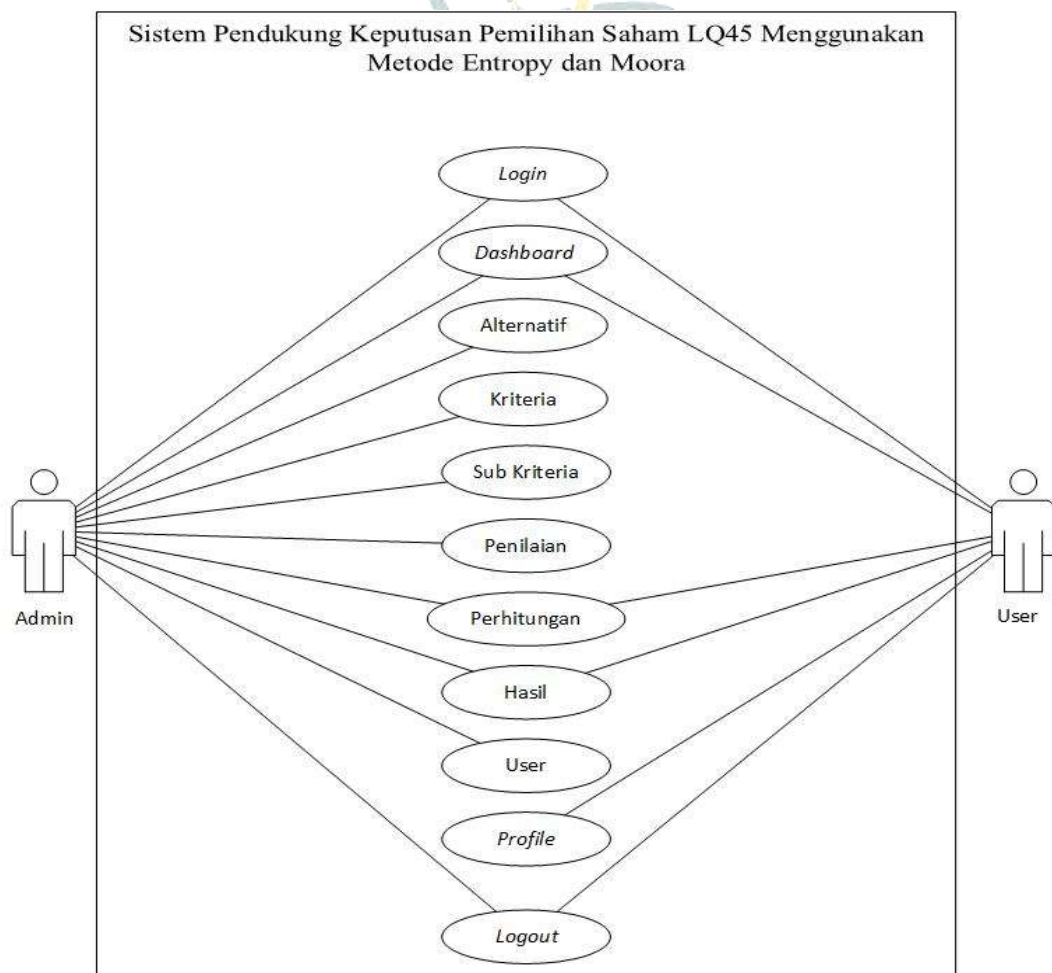 Sistem Pendukung Keputusan Pemilihan Saham LQ45 Menggunakan
Metode Entropy dan Moora
Login
Dashboard
Alternatif
Kriteria
Sub Kriteria
Penilaian
Perhitungan
Hasil
User
Profile
Logout
Admin
User